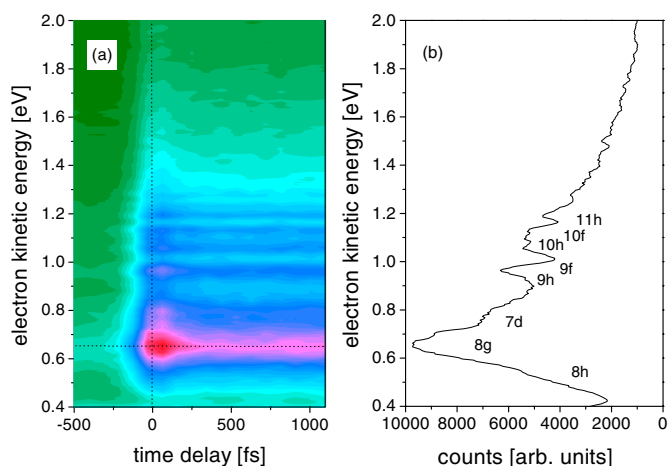 (a)
2.0
1.8
1.6
1.4
1.2
1.0
0.8
0.6
0.4
electron kinetic energy [eV]
-500 0 500 1000
time delay [fs]
(b)
2.0
1.8
1.6
1.4
1.2
1.0
0.8
0.6
0.4
electron kinetic energy [eV]
11h
10f
10h
9f
9h
7d
8g
8h
10000 8000 6000 4000 2000 0
counts [arb. units]